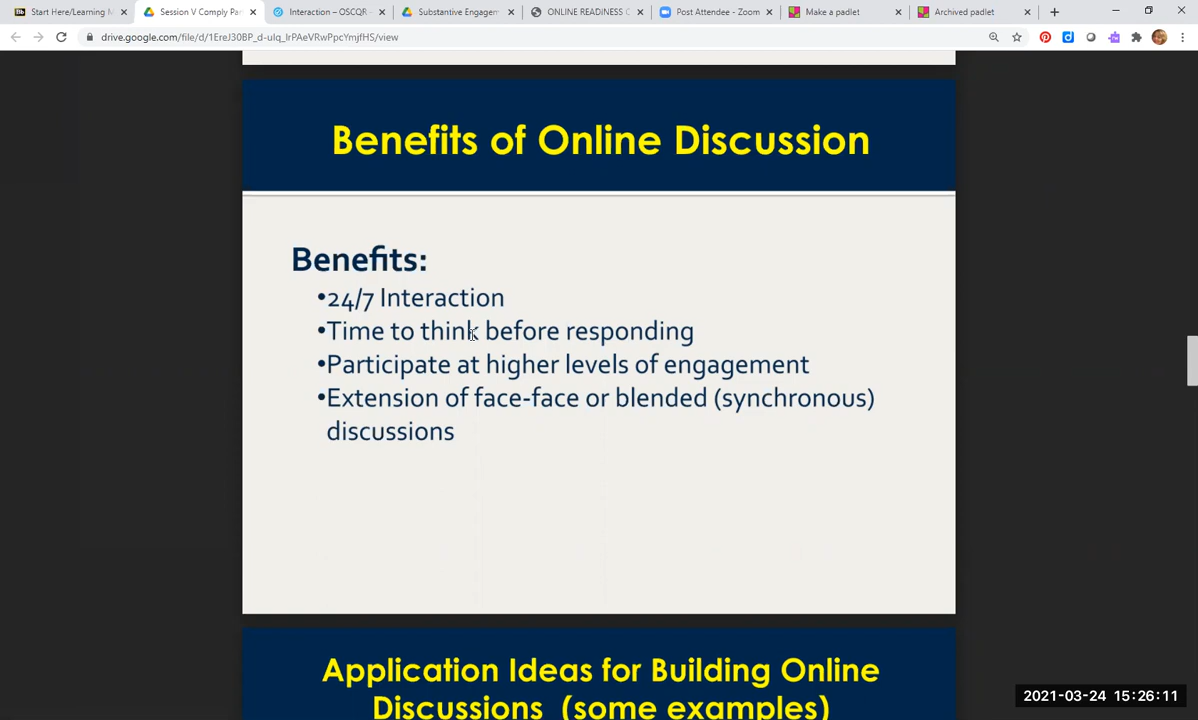 Start Here/Learning M
Session V Comply Pa
Interaction – OSCQR
Substantive Engagem
ONLINE READINESS C
Post Attendee - Zoom
Make a padlet
Archived padlet
drive.google.com/file/d/1EreJ30BP_d-uIq_lrPAeVRwPpcYmjfHS/view
Benefits of Online Discussion
Benefits:
•24/7 Interaction
•Time to think before responding
•Participate at higher levels of engagement
•Extension of face-face or blended (synchronous)
discussions
Application Ideas for Building Online
Discussions (some examples)
2021-03-24 15:26:11